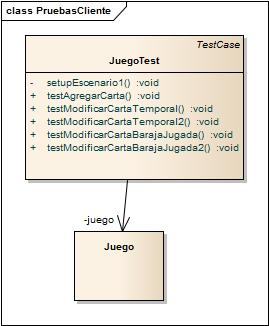 class PruebasCliente
TestCase
JuegoTest
- setupEscenario1() :void
+ testAgregarCarta() :void
+ testModificarCartaTemporal() :void
+ testModificarCartaTemporal2() :void
+ testModificarCartaBarajaJugada() :void
+ testModificarCartaBarajaJugada2() :void
-juego
Juego